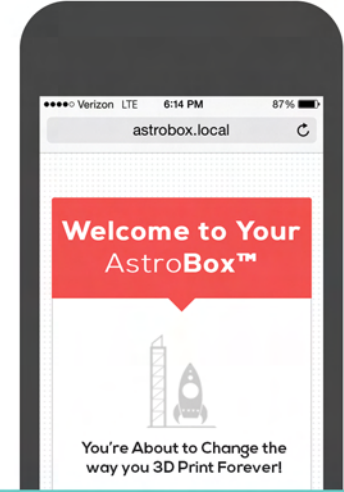 Verizon LTE 6:14 PM 87%
astrobox.local
Welcome to Your
AstroBox™
You're About to Change the
way you 3D Print Forever!